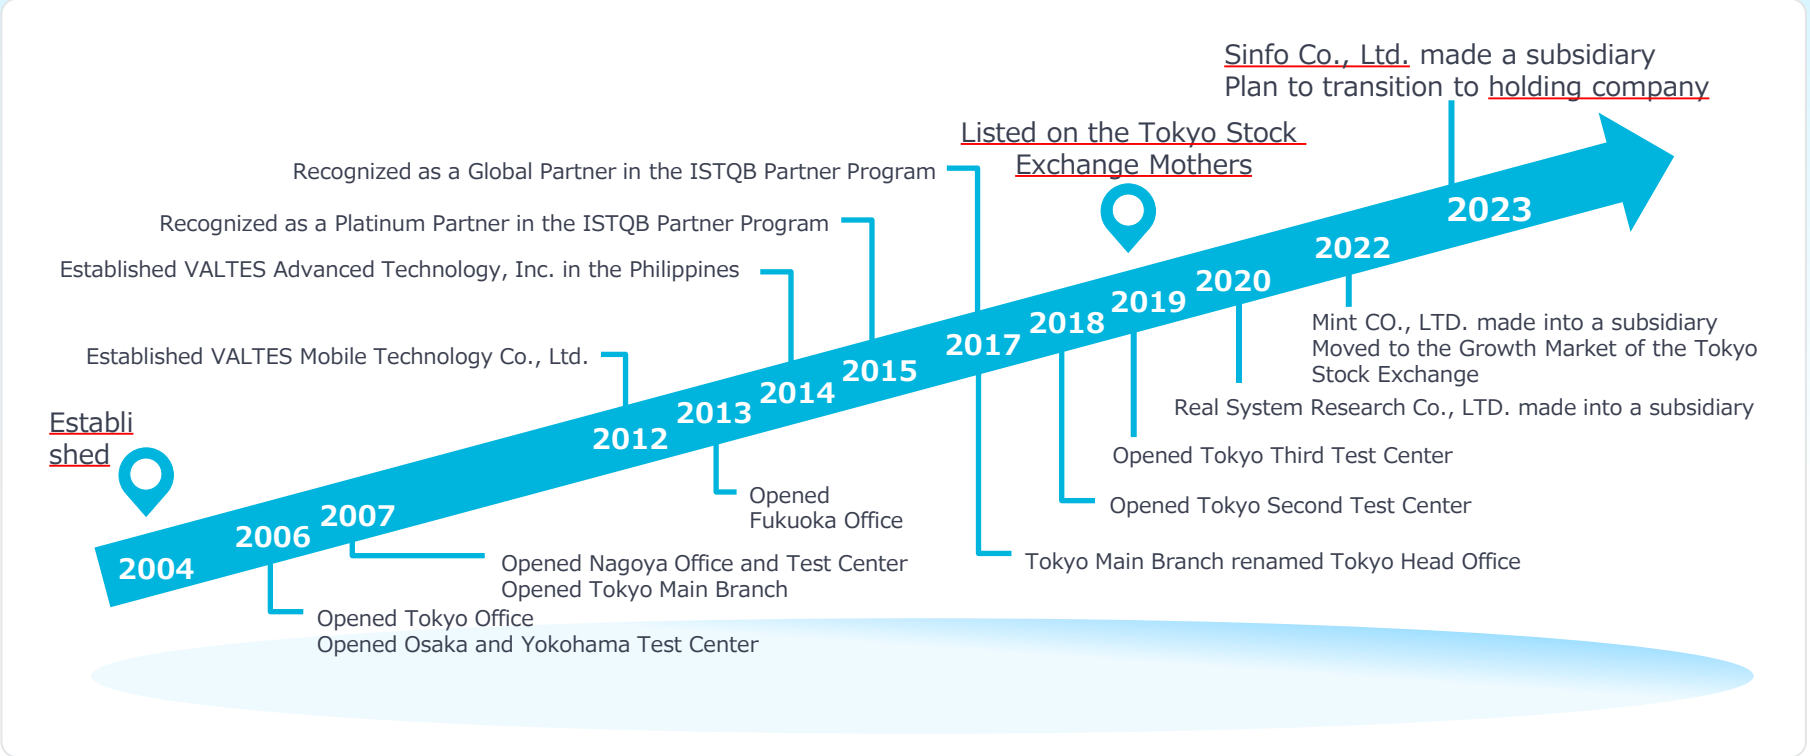 Sinfo Co., Ltd. made a subsidiary
Plan to transition to holding company
Listed on the Tokyo Stock
Exchange Mothers
Recognized as a Global Partner in the ISTQB Partner Program
Recognized as a Platinum Partner in the ISTQB Partner Program
Established VALTES Advanced Technology, Inc. in the Philippines
Established VALTES Mobile Technology Co., Ltd.
Establi
shed
2004
2006
2007
2012
2013
2014
2015
2017
2018
2019
2020
2022
2023
Mint CO., LTD. made into a subsidiary
Moved to the Growth Market of the Tokyo
Stock Exchange
Real System Research Co., LTD. made into a subsidiary
Opened Tokyo Third Test Center
Opened Tokyo Second Test Center
Tokyo Main Branch renamed Tokyo Head Office
Opened
Fukuoka Office
Opened Nagoya Office and Test Center
Opened Tokyo Main Branch
Opened Tokyo Office
Opened Osaka and Yokohama Test Center